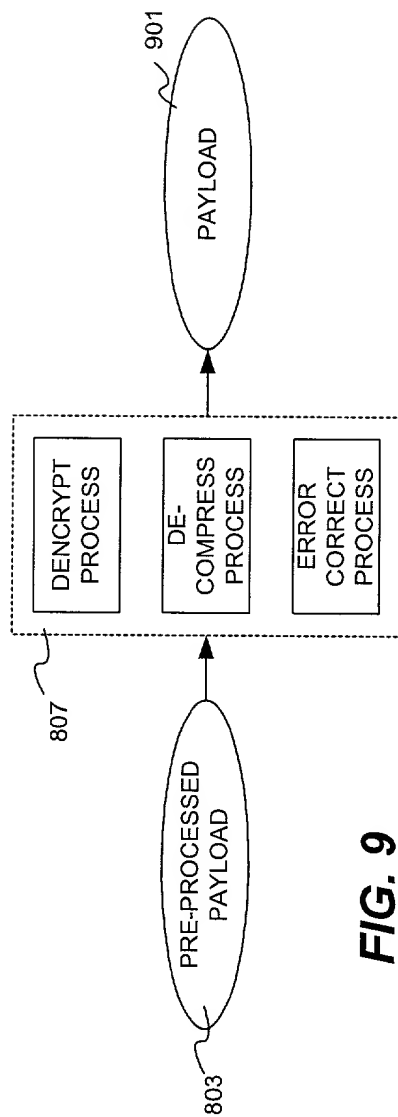 803
PRE-PROCESSED
PAYLOAD
807
DENCRYPT
PROCESS
DE-
COMPRESS
PROCESS
ERROR
CORRECT
PROCESS
901
PAYLOAD
FIG. 9